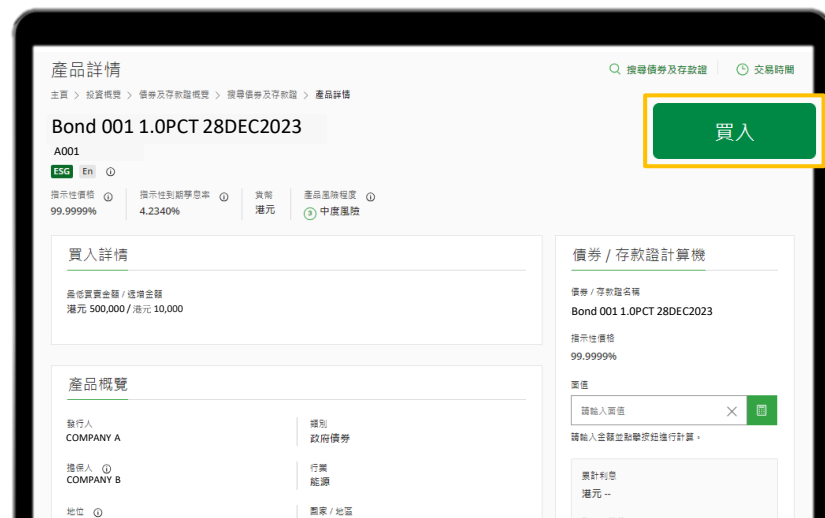 產品詳情
搜尋債券及存款證
交易時間
主頁 > 投資概覽 > 債券及存款證概覽 > 搜尋債券及存款證 > 產品詳情
Bond 001 1.0PCT 28DEC2023
買入
A001
ESG En
指示性價格 指示性到期孳息率 貨幣 產品風險程度
99.9999% 4.2340% 港元 3 中度風險
買入詳情
最低買賣金額 / 遞增金額
港元 500,000 / 港元 10,000
產品概覽
發行人 類別
COMPANY A 政府債券
擔保人 行業
COMPANY B 能源
地位 國家 / 地區
債券 / 存款證計算機
債券 / 存款證名稱
Bond 001 1.0PCT 28DEC2023
指示性價格
99.9999%
面值
請輸入面值
請輸入金額並點擊按鈕進行計算。
累計利息
港元 --